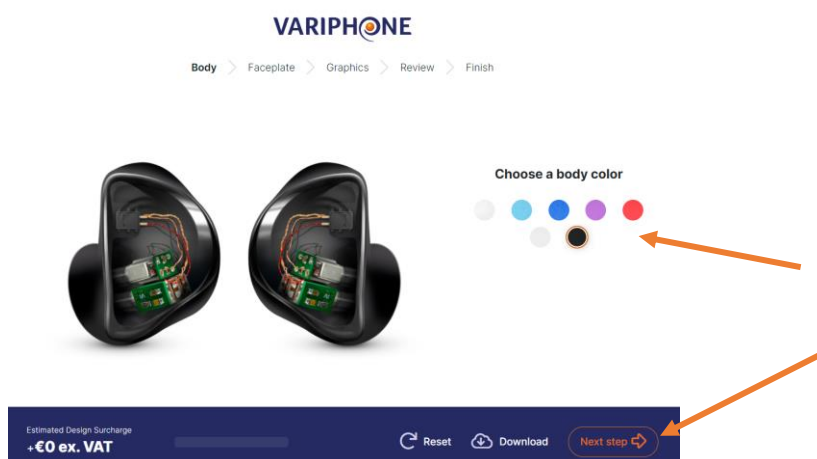 VARIPHONE
Body > Faceplate > Graphics > Review > Finish
Choose a body color
Estimated Design Surcharge
+€0 ex. VAT
Reset
Download
Next step